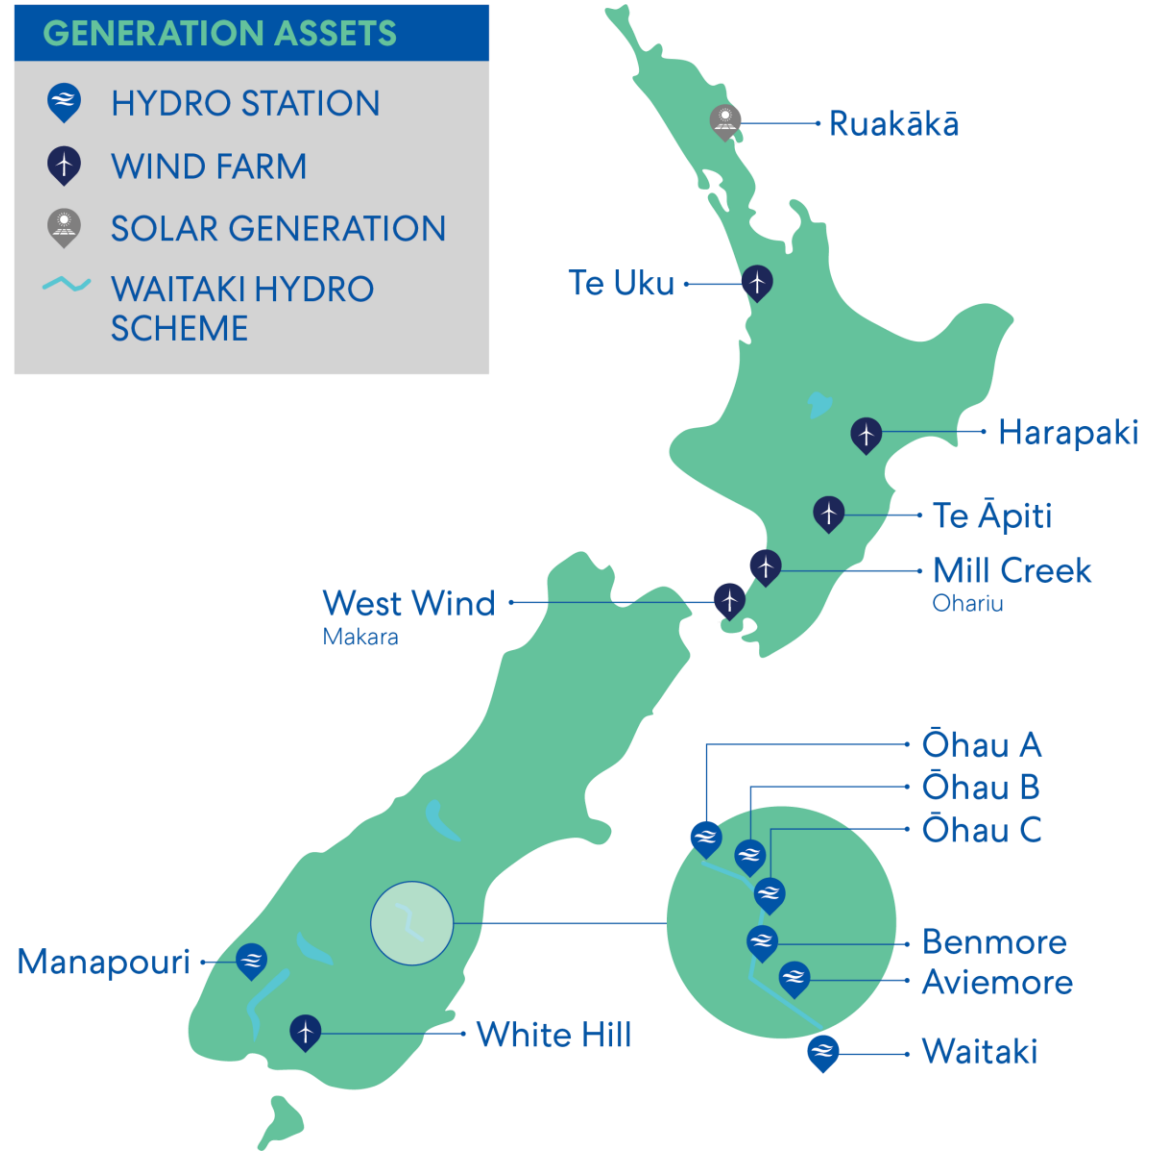 GENERATION ASSETS
HYDRO STATION
WIND FARM
SOLAR GENERATION
WAITAKI HYDRO
SCHEME
Ruakākā
Te Uku
Harapaki
Te Āpiti
Mill Creek
Ohariu
West Wind
Makara
Ōhau A
Ōhau B
Ōhau C
Benmore
Aviemore
Waitaki
Manapouri
White Hill